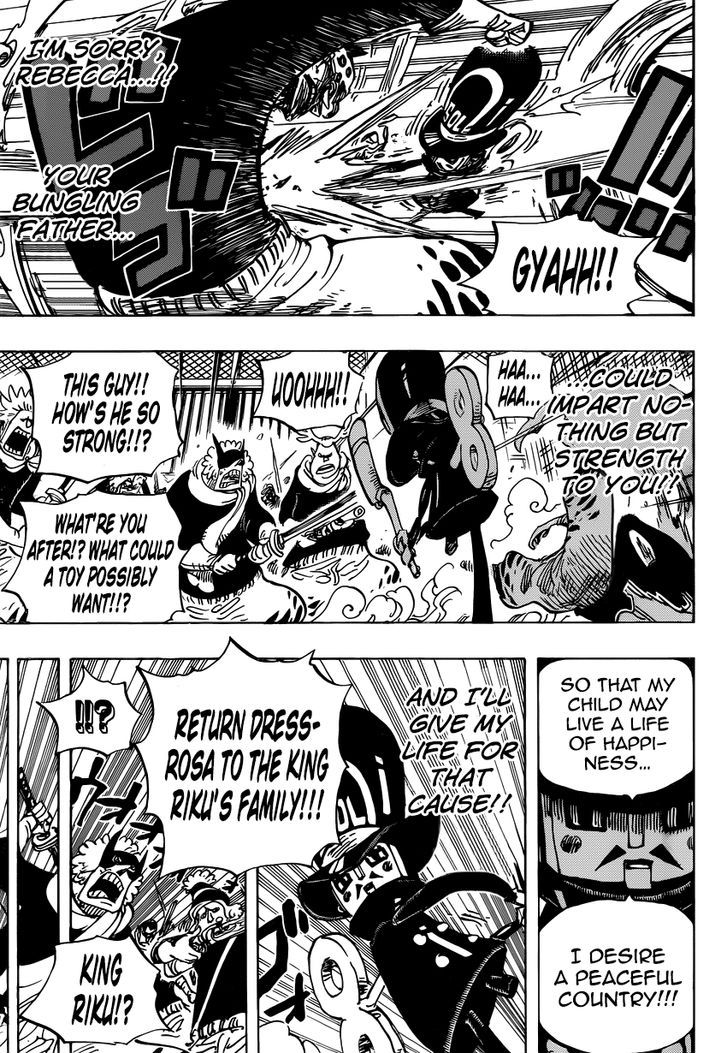 I'M SORRY,
REBECCA...!!
YOUR
BUNGLING
FATHER...
GYAHH!!
...COULD
IMPART NO-
THING BUT
STRENGTH
TO YOU!!
HAA...
HAA...
UOOHHH!!
THIS GUY!!
HOW'S HE SO
STRONG!!?
WHAT'RE YOU
AFTER!? WHAT COULD
A TOY POSSIBLY
WANT!!?
SO THAT MY
CHILD MAY
LIVE A LIFE
OF HAPPI-
NESS...
I DESIRE
A PEACEFUL
COUNTRY!!!
AND I'LL
GIVE MY
LIFE FOR
THAT
CAUSE!!
RETURN DRESS-
ROSA TO THE KING
RIKU'S FAMILY!!!
!!?
KING
RIKU!?